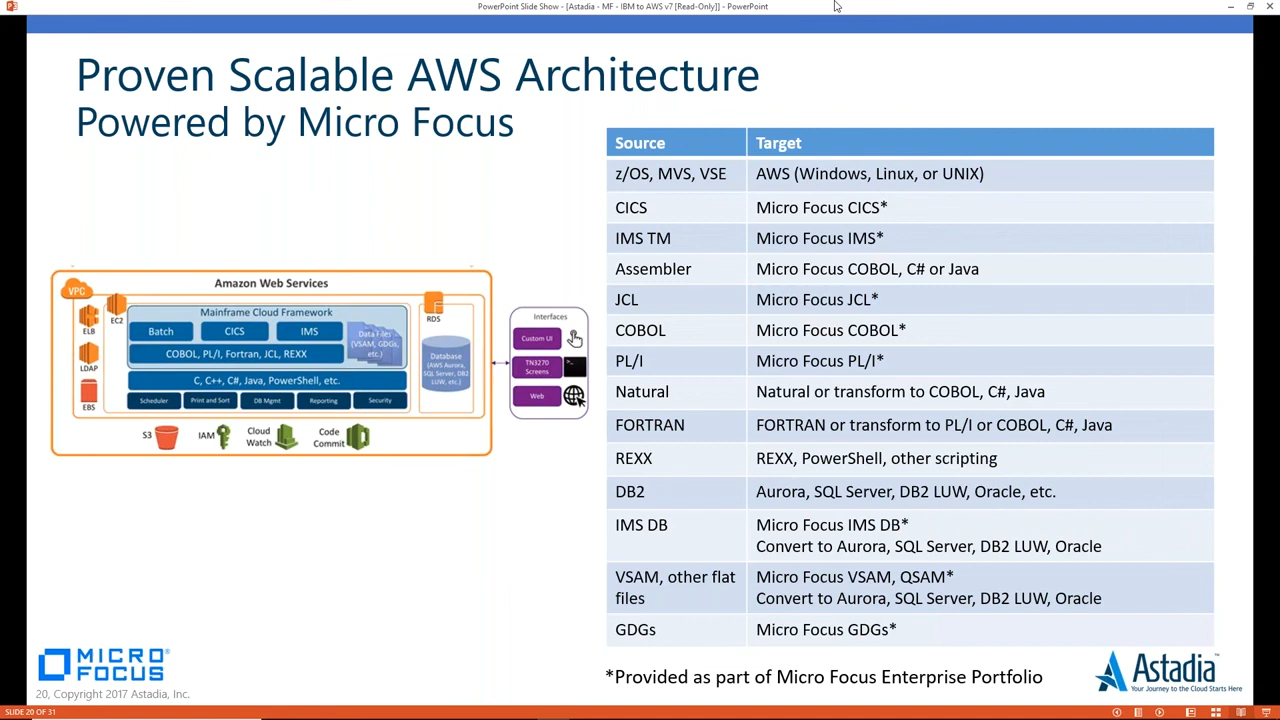 PowerPoint Slide Show - [Astadia - MF - IBM to AWS v7 [Read-Only]] - PowerPoint
Proven Scalable AWS Architecture
Powered by Micro Focus
Amazon Web Services
VPC
ELB
LDAP
EBS
EC2
Mainframe Cloud Framework
Batch
CICS
IMS
Data Files
(VSAM, GDGs,
etc.)
COBOL, PL/I, Fortran, JCL, REXX
C, C++, C#, Java, PowerShell, etc.
Scheduler
Print and Sort
DB Mgmt
Reporting
Security
RDS
Database
(AWS Aurora,
SQL Server, DB2
LUW, etc.)
S3
IAM
Cloud
Watch
Code
Commit
Interfaces
Custom UI
TN3270
Screens
Web
Source Target
z/OS, MVS, VSE AWS (Windows, Linux, or UNIX)
CICS Micro Focus CICS*
IMS TM Micro Focus IMS*
Assembler Micro Focus COBOL, C# or Java
JCL Micro Focus JCL*
COBOL Micro Focus COBOL*
PL/I Micro Focus PL/I*
Natural Natural or transform to COBOL, C#, Java
FORTRAN FORTRAN or transform to PL/I or COBOL, C#, Java
REXX REXX, PowerShell, other scripting
DB2 Aurora, SQL Server, DB2 LUW, Oracle, etc.
IMS DB Micro Focus IMS DB*
Convert to Aurora, SQL Server, DB2 LUW, Oracle
VSAM, other flat Micro Focus VSAM, QSAM*
files Convert to Aurora, SQL Server, DB2 LUW, Oracle
GDGs Micro Focus GDGs*
*Provided as part of Micro Focus Enterprise Portfolio
MICRO
FOCUS
20, Copyright 2017 Astadia, Inc.
Astadia™
Your Journey to the Cloud Starts Here
SLIDE 20 OF 31